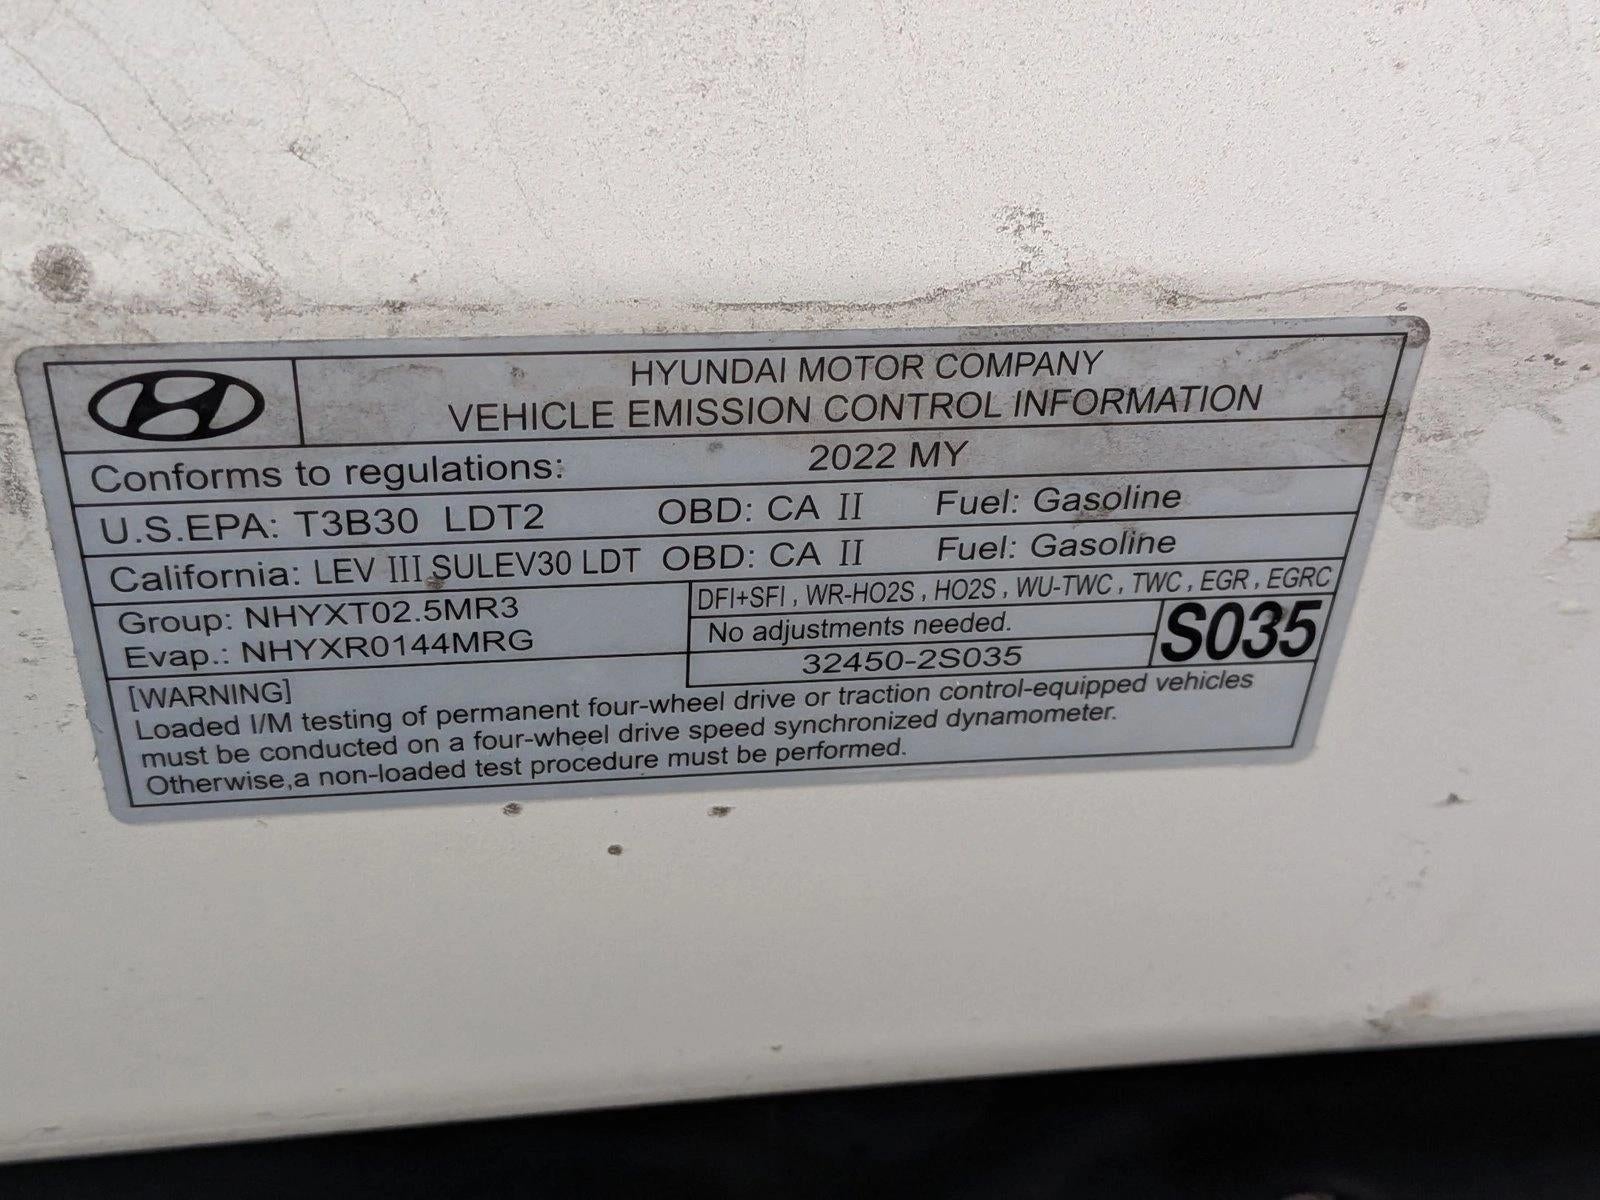 HYUNDAI MOTOR COMPANY
VEHICLE EMISSION CONTROL INFORMATION
Conforms to regulations: 2022 MY
U.S.EPA: T3B30 LDT2 OBD: CA II Fuel: Gasoline
California: LEV III SULEV30 LDT OBD: CA II Fuel: Gasoline
Group: NHYXT02.5MR3
Evap.: NHYXR0144MRG
DFI+SFI , WR-HO2S , HO2S , WU-TWC , TWC , EGR , EGRC
No adjustments needed.
32450-2S035
S035
[WARNING]
Loaded I/M testing of permanent four-wheel drive or traction control-equipped vehicles
must be conducted on a four-wheel drive speed synchronized dynamometer.
Otherwise,a non-loaded test procedure must be performed.